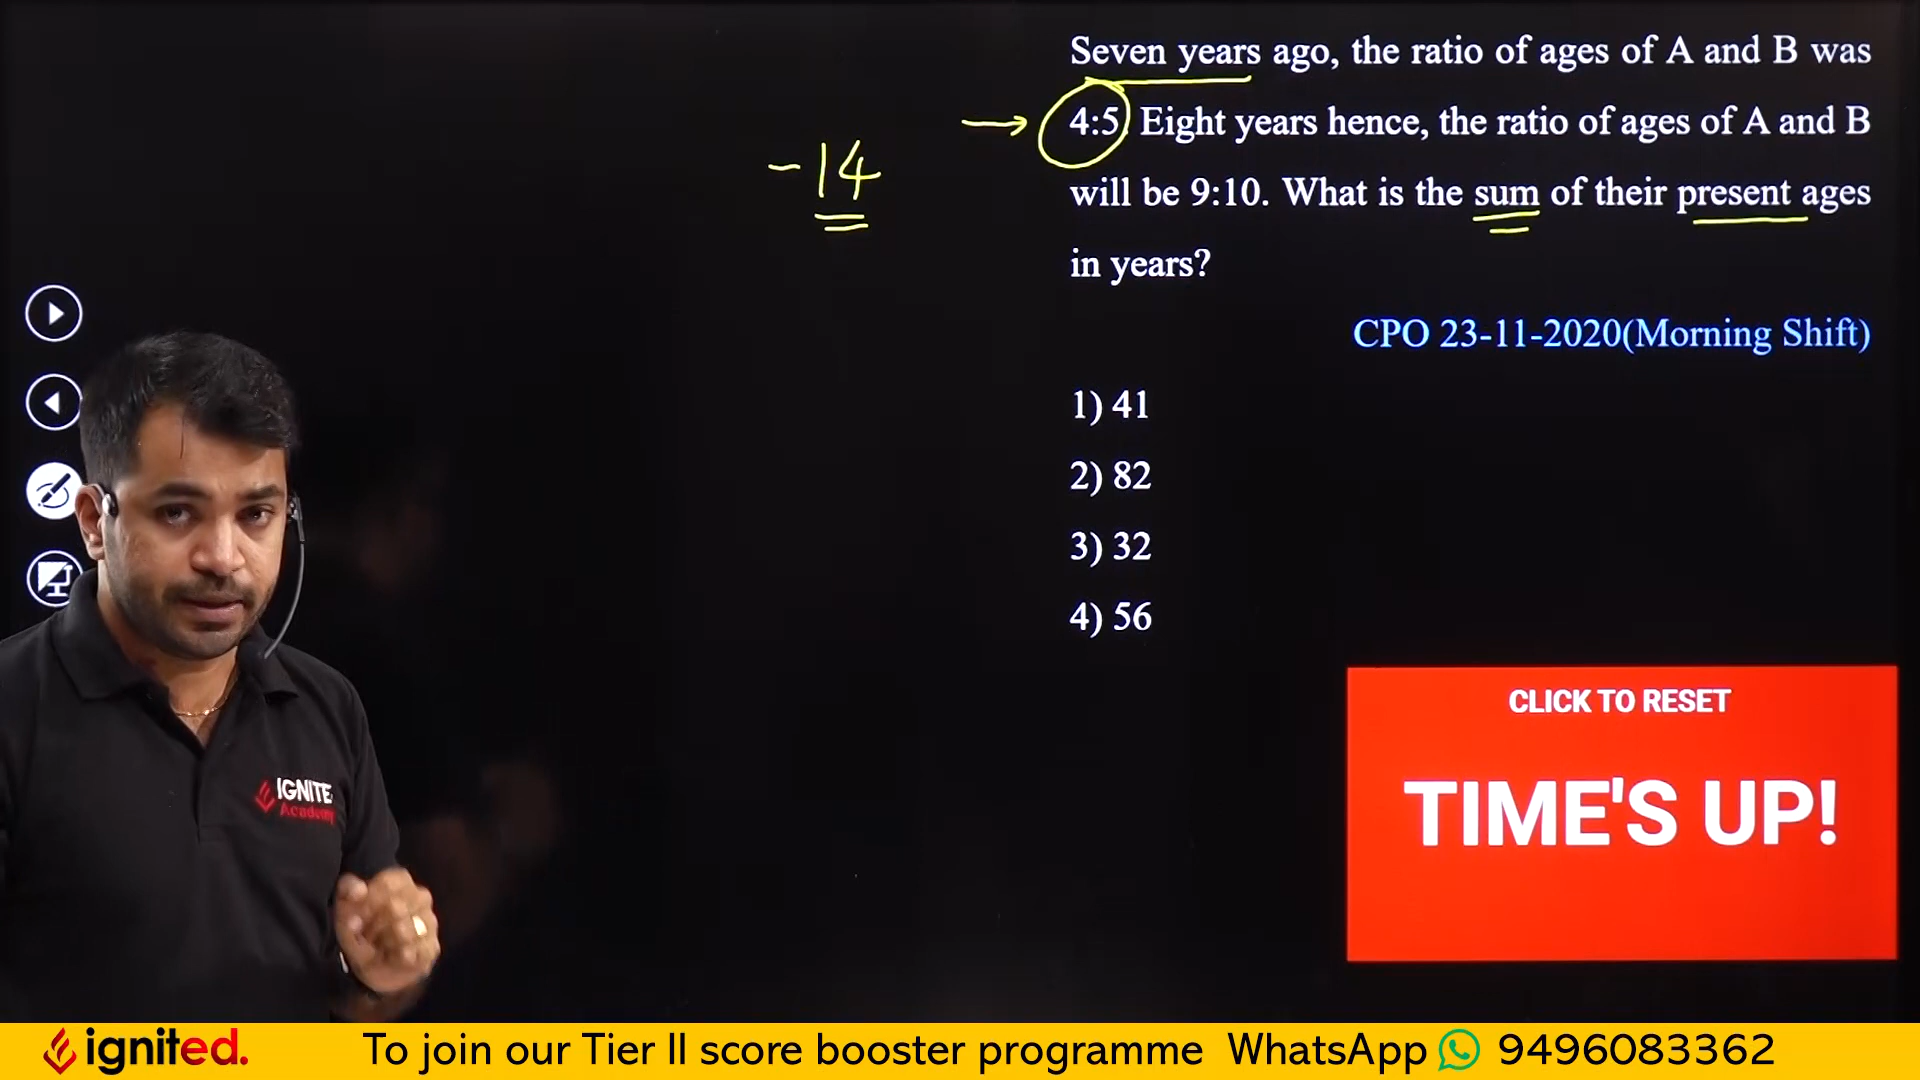 Seven years ago, the ratio of ages of A and B was
4:5. Eight years hence, the ratio of ages of A and B
will be 9:10. What is the sum of their present ages
in years?
-14
CPO 23-11-2020(Morning Shift)
1) 41
2) 82
3) 32
4) 56
CLICK TO RESET
TIME'S UP!
IGNITE
Academy
ignited.
To join our Tier II score booster programme WhatsApp 9496083362